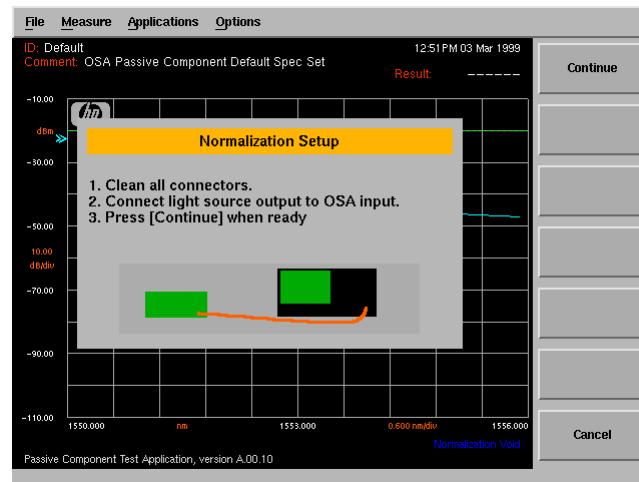 File Measure Applications Options
ID: Default 12:51PM 03 Mar 1999
Comment: OSA Passive Component Default Spec Set
Result: ------
Continue
-10.00
hp
dBm
Normalization Setup
-30.00
1. Clean all connectors.
2. Connect light source output to OSA input.
3. Press [Continue] when ready
-50.00
10.00
dB/div
-70.00
-90.00
-110.00
1550.000 nm 1553.000 0.600 nm/div 1556.000
Normalization Void
Cancel
Passive Component Test Application, version A.00.10